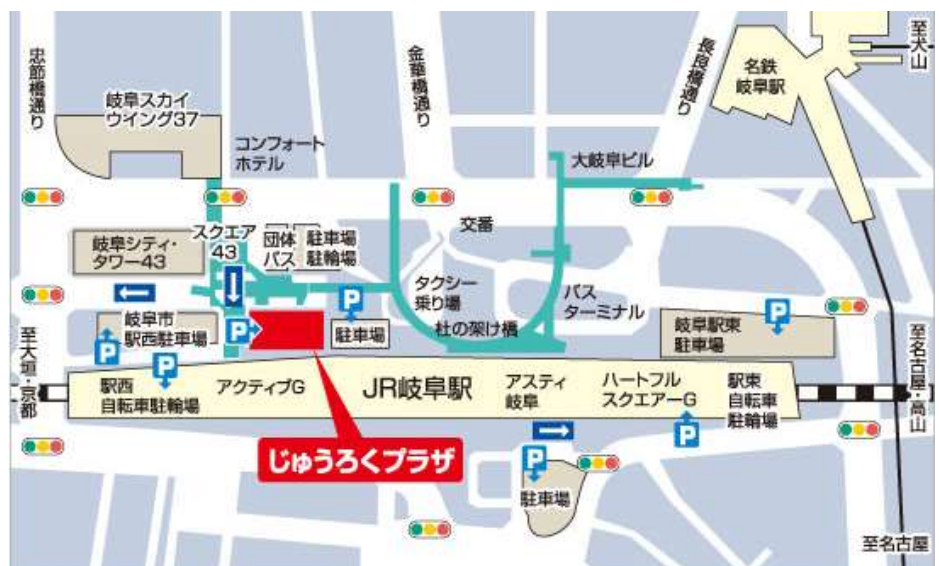 忠節橋通り
金華橋通り
長良橋通り
至犬山
名鉄
岐阜駅
岐阜スカイ
ウイング37
コンフォート
ホテル
大岐阜ビル
交番
岐阜シティ・
タワー43
スクエア
43
団体
バス
駐車場
駐輪場
タクシー
乗り場
バス
ターミナル
杜の架け橋
P
岐阜市
駅西駐車場
P
P
駐車場
P
岐阜駅東
駐車場
至大垣・京都
至名古屋・高山
駅西
自転車駐輪場
P
アクティブG
JR岐阜駅
アスティ
岐阜
ハートフル
スクエアーG
駅東
自転車
駐輪場
P
じゅうろくプラザ
P
駐車場
至名古屋